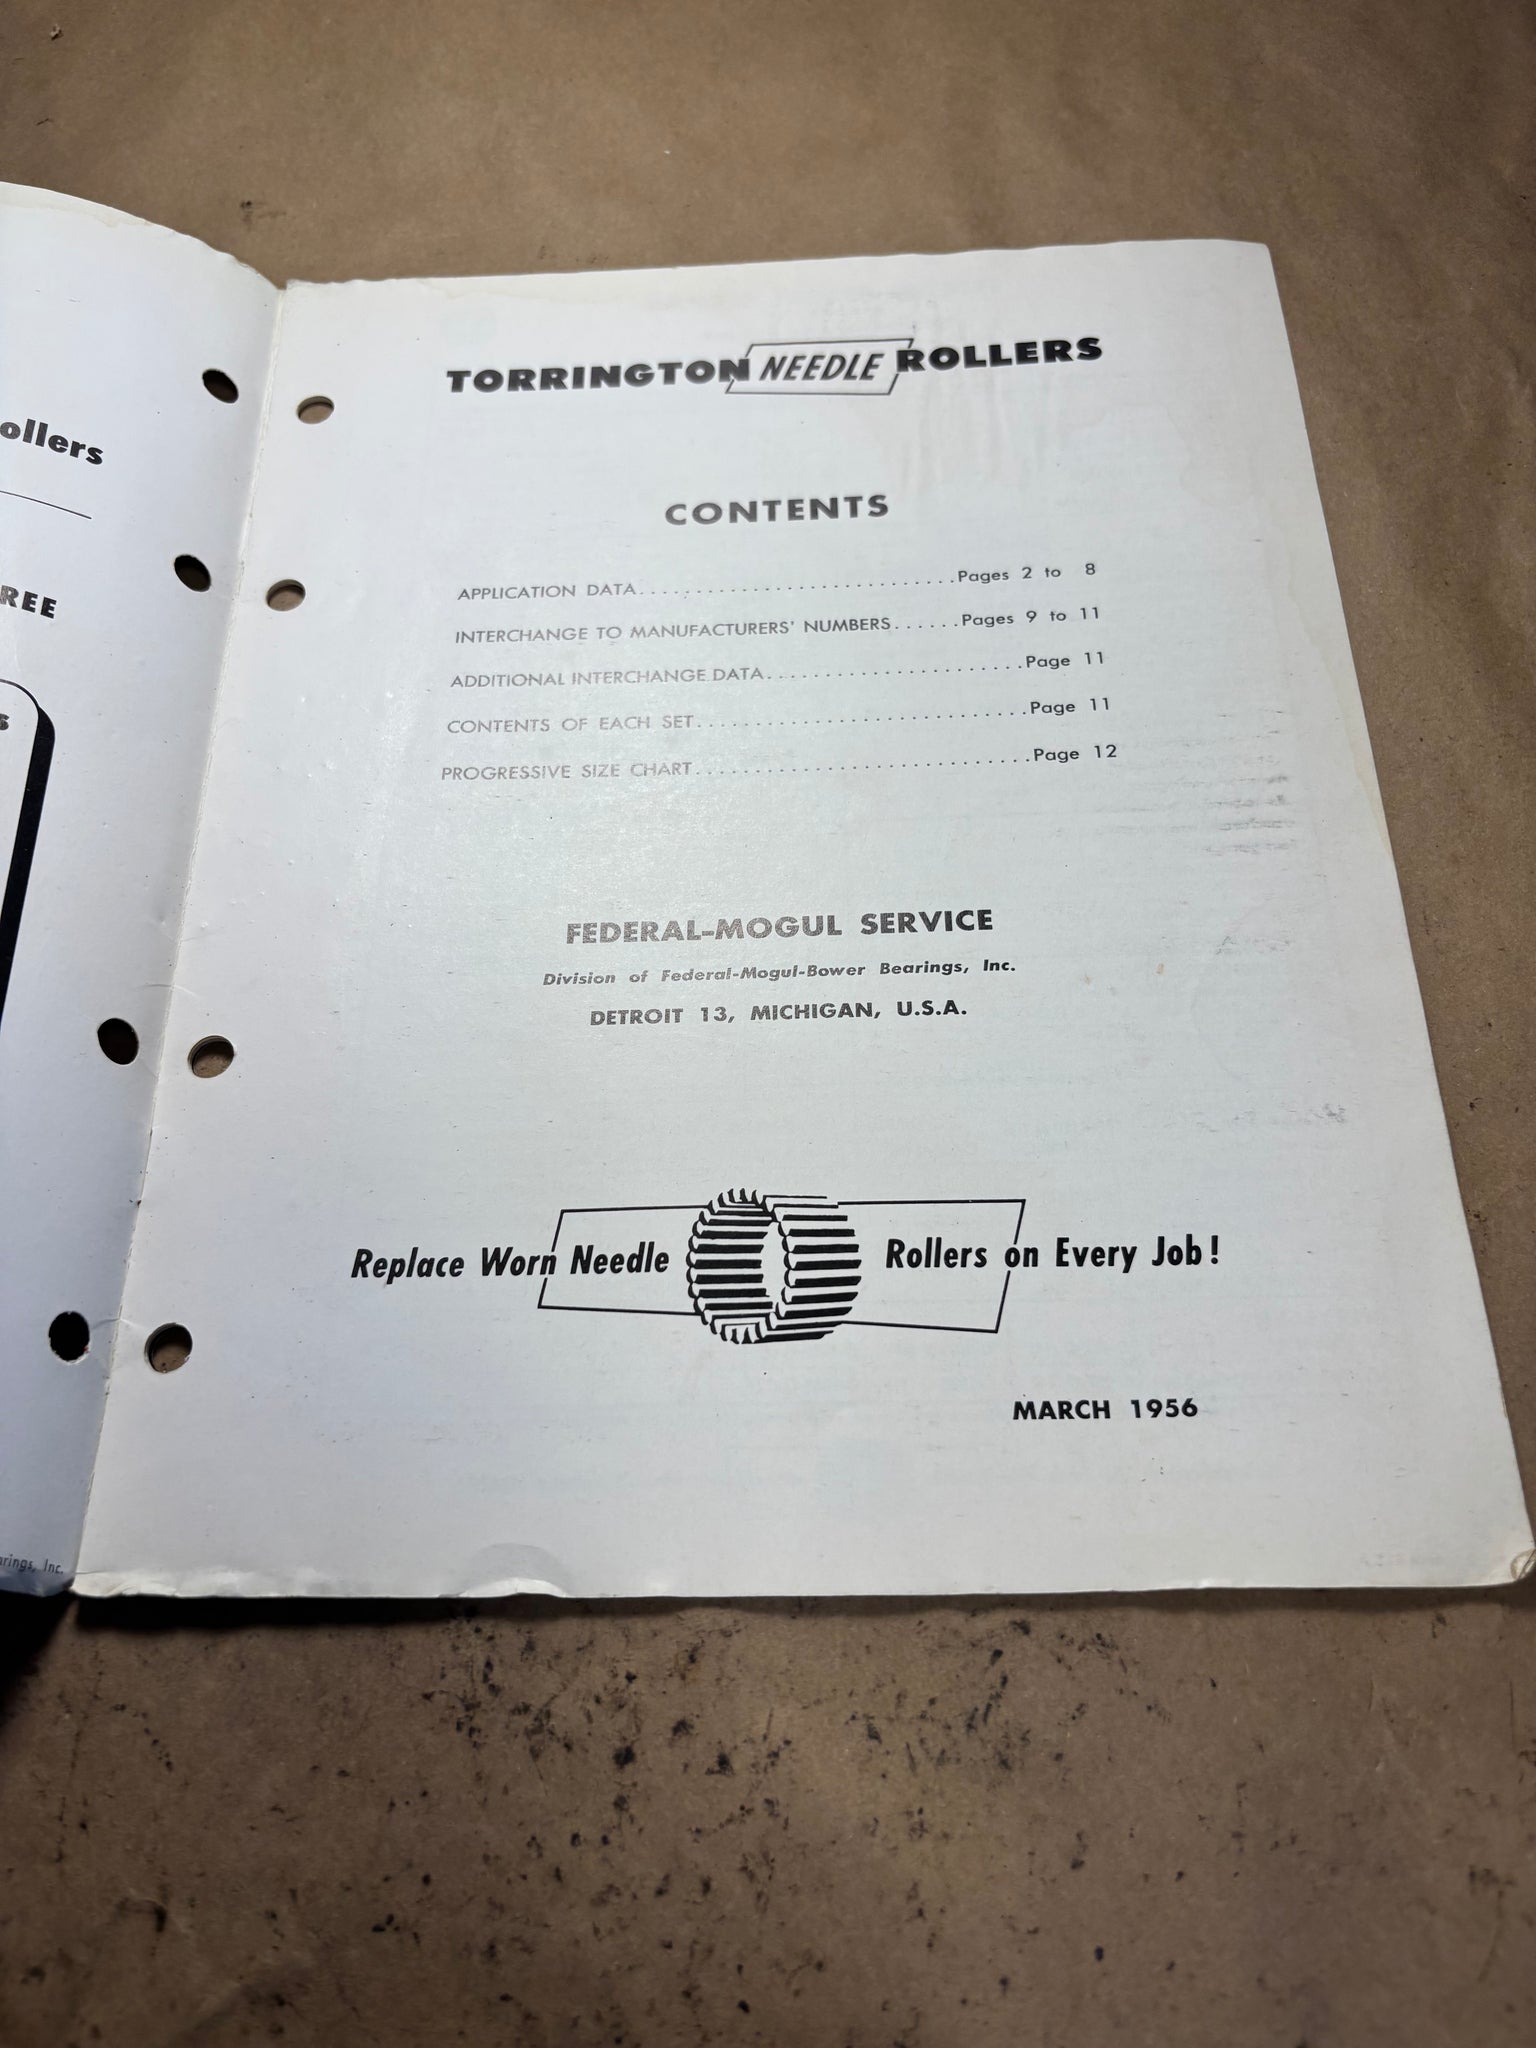 ollers
REE
s
arings, Inc.
TORRINGTON NEEDLE ROLLERS
CONTENTS
APPLICATION DATA............................Pages 2 to 8
INTERCHANGE TO MANUFACTURERS' NUMBERS......Pages 9 to 11
ADDITIONAL INTERCHANGE DATA......................Page 11
CONTENTS OF EACH SET............................Page 11
PROGRESSIVE SIZE CHART............................Page 12
FEDERAL-MOGUL SERVICE
Division of Federal-Mogul-Bower Bearings, Inc.
DETROIT 13, MICHIGAN, U.S.A.
Replace Worn Needle Rollers on Every Job!
MARCH 1956